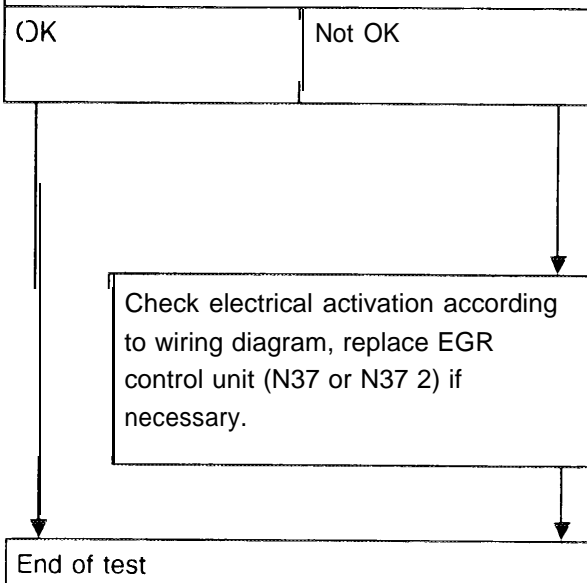 OK
Not OK
Check electrical activation according
to wiring diagram, replace EGR
control unit (N37 or N37 2) if
necessary.
End of test